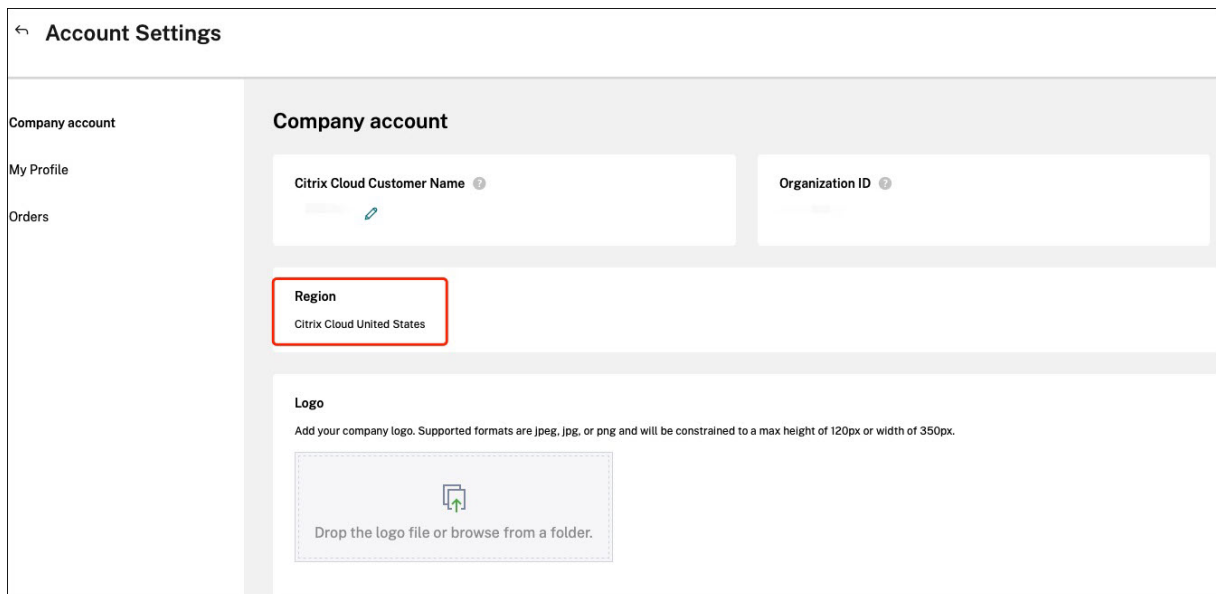 Account Settings
Company account
My Profile
Orders
Company account
Citrix Cloud Customer Name
Organization ID
Region
Citrix Cloud United States
Logo
Add your company logo. Supported formats are jpeg, jpg, or png and will be constrained to a max height of 120px or width of 350px.
Drop the logo file or browse from a folder.